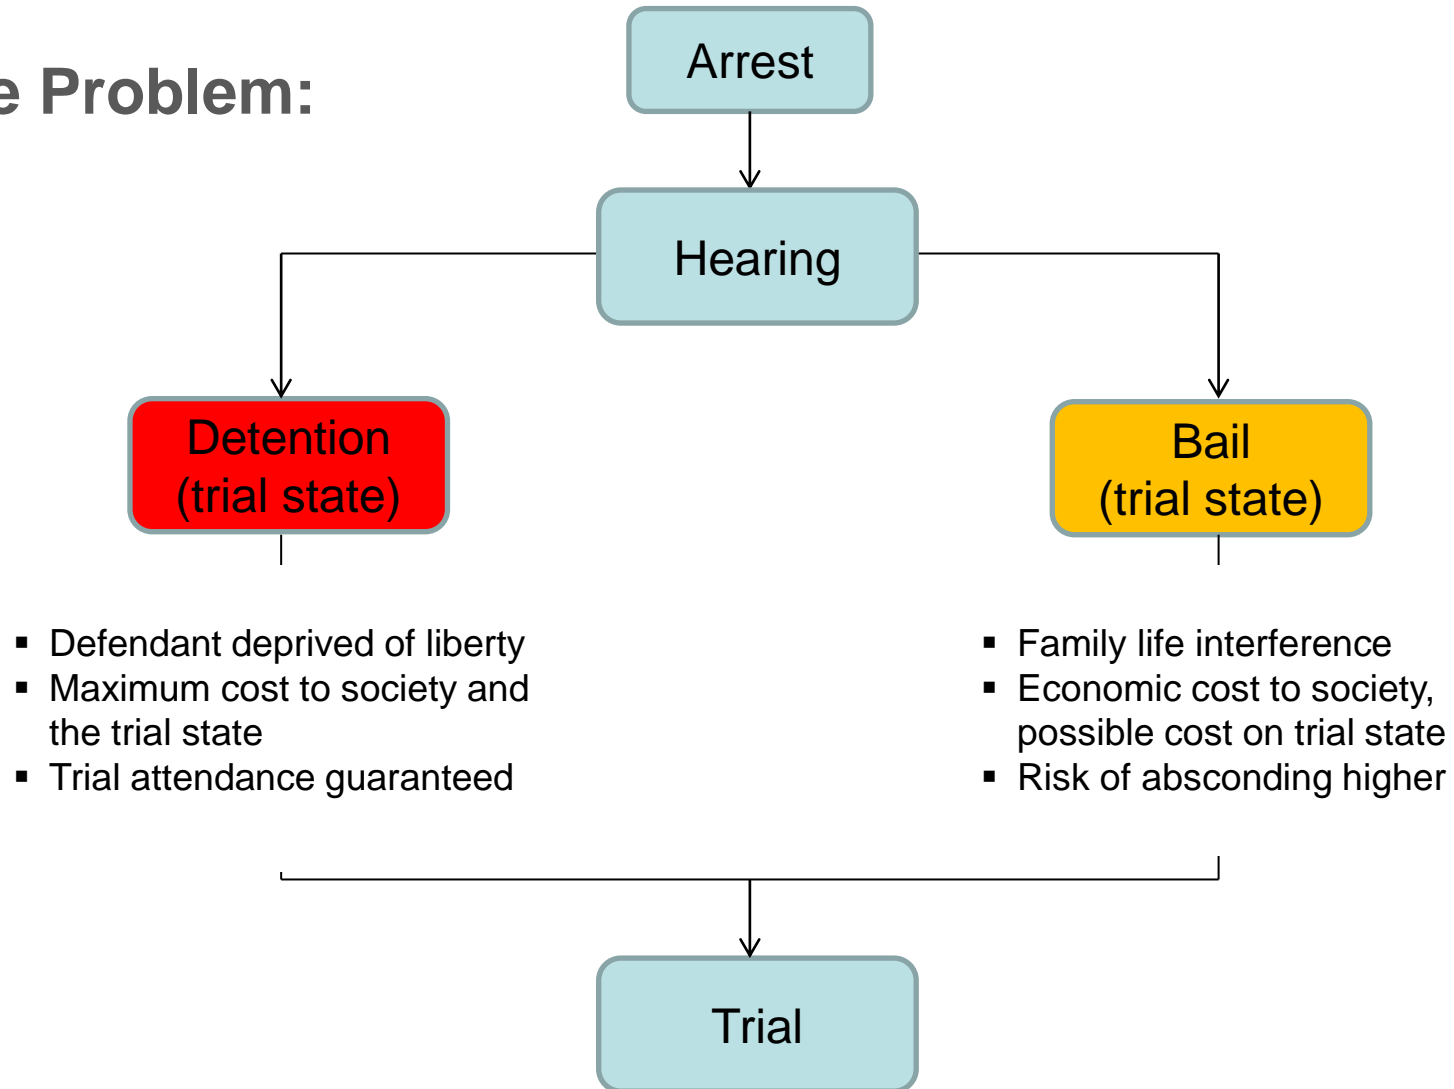 Arrest
e Problem:
Hearing
Detention
(trial state)
Bail
(trial state)
▪ Defendant deprived of liberty
▪ Maximum cost to society and
the trial state
▪ Trial attendance guaranteed
▪ Family life interference
▪ Economic cost to society,
possible cost on trial state
▪ Risk of absconding higher
Trial